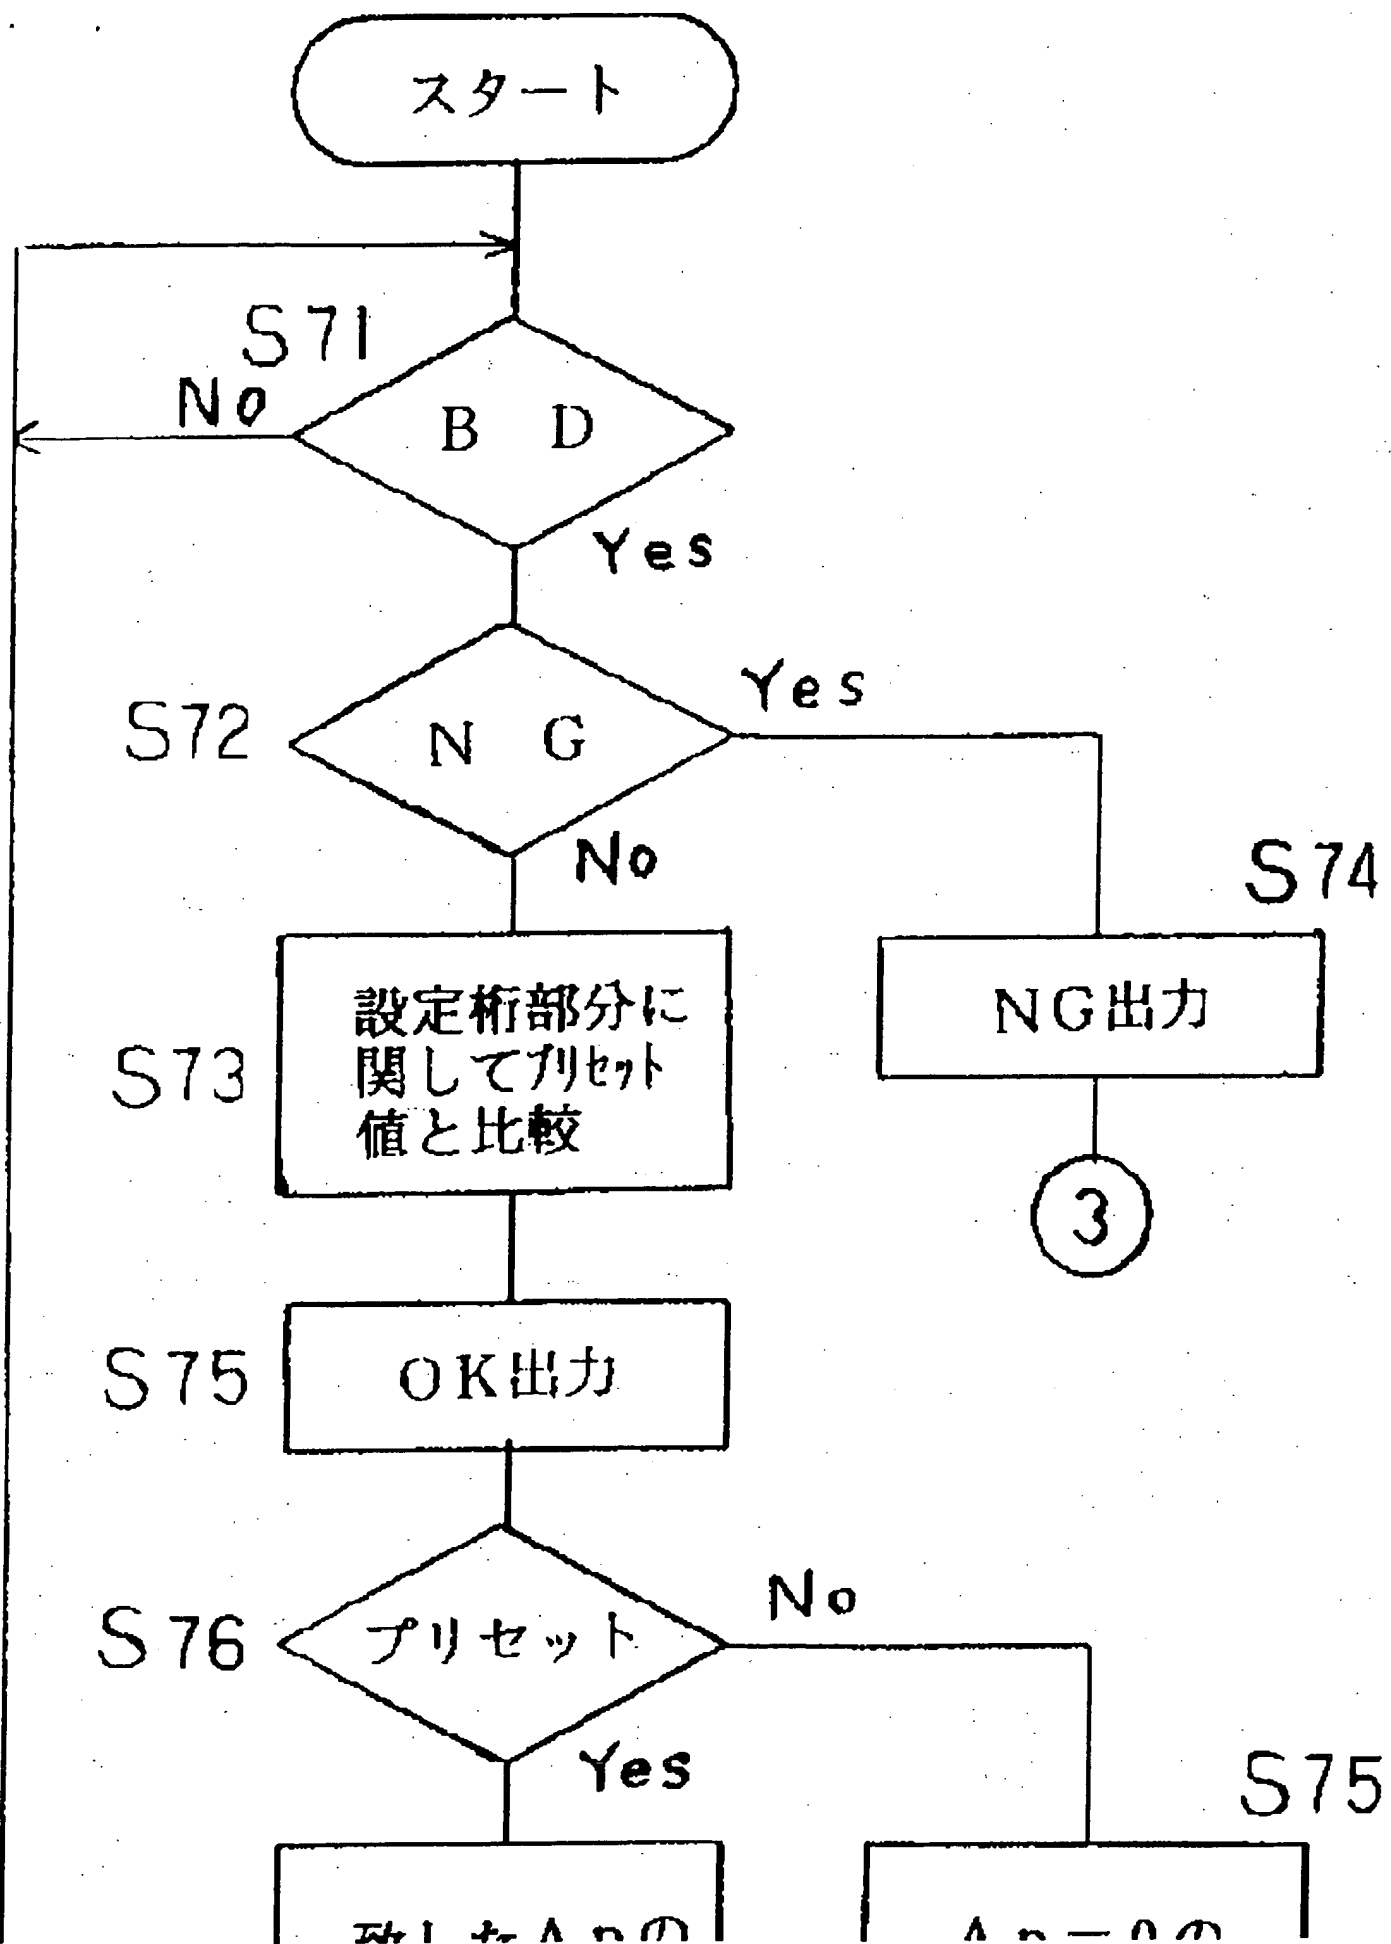 スタート
S71
No
B D
Yes
S72
N G
Yes
No
S74
NG出力
3
S73
設定桁部分に
関してプリセット
値と比較
S75
OK出力
S76
プリセット
No
Yes
S75